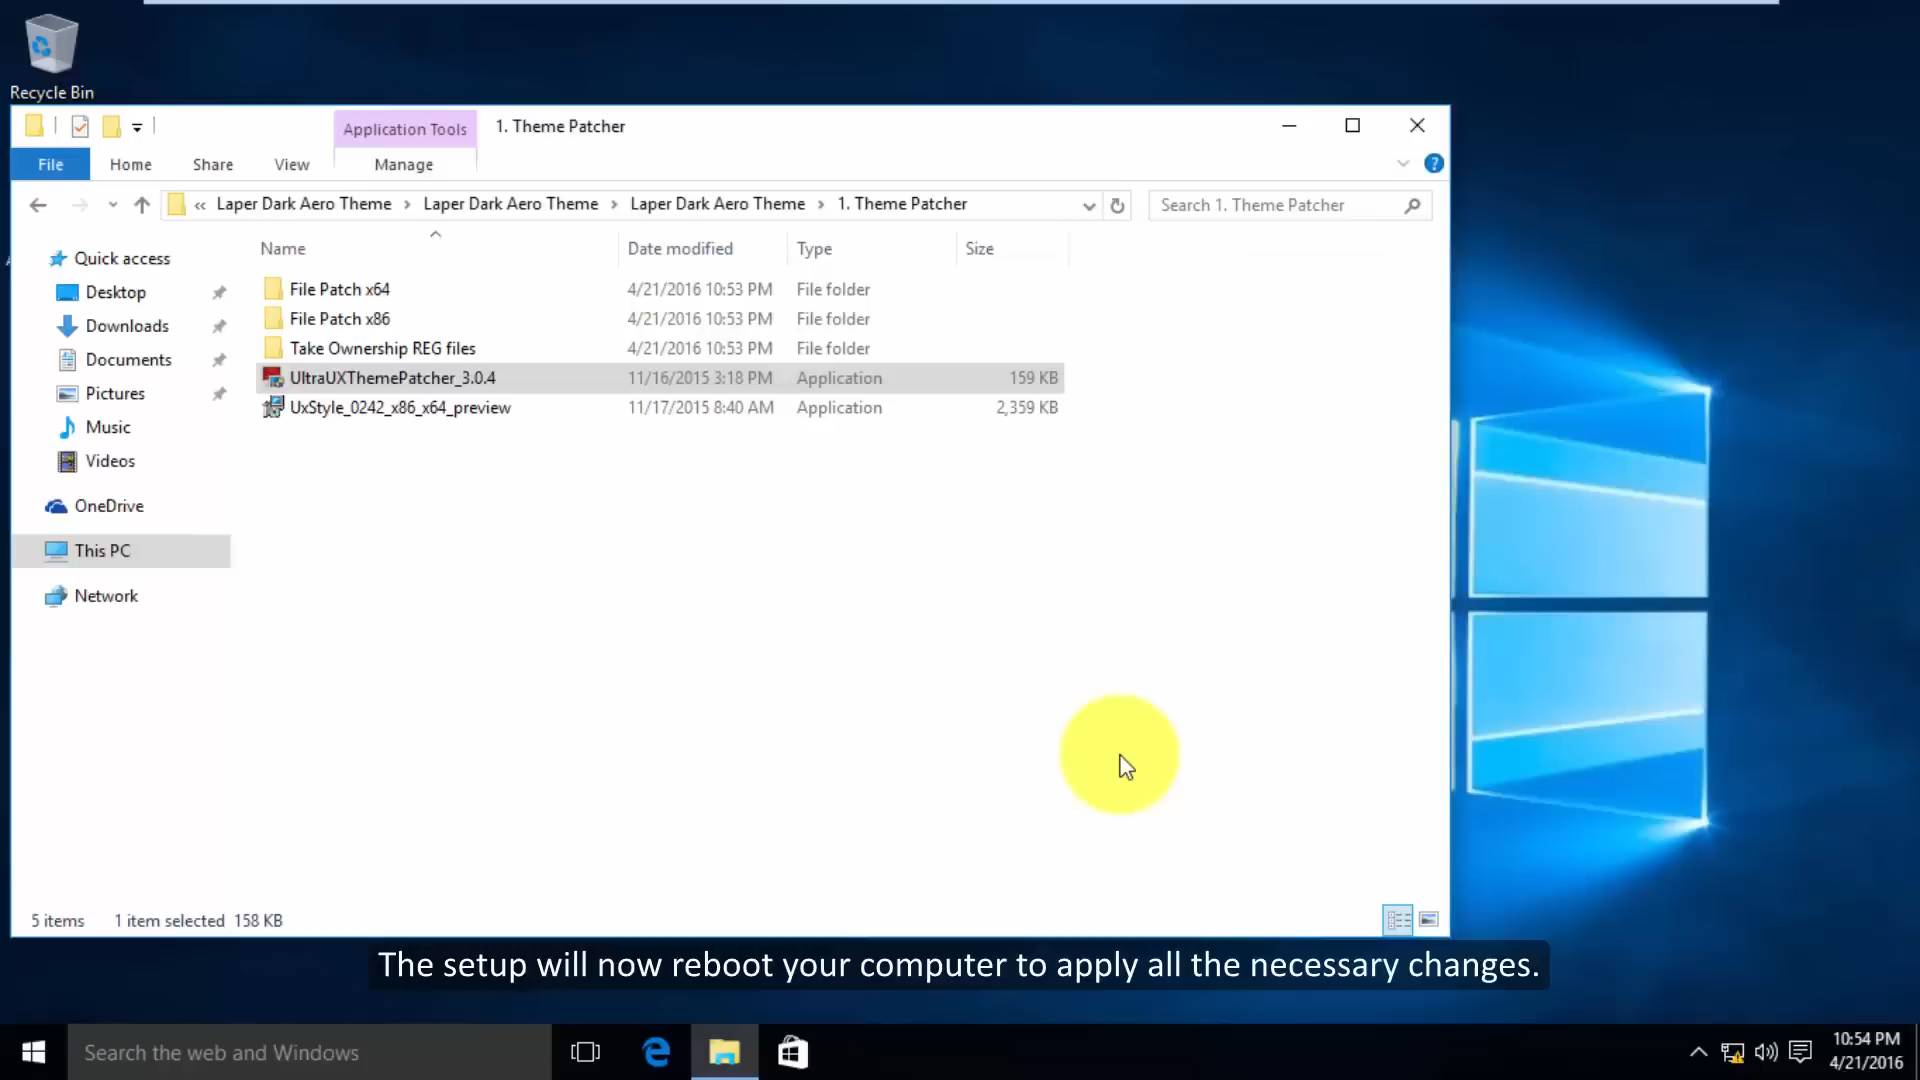 Recycle Bin
Application Tools
1. Theme Patcher
File
Home
Share
View
Manage
« Laper Dark Aero Theme › Laper Dark Aero Theme › Laper Dark Aero Theme › 1. Theme Patcher
Search 1. Theme Patcher
Name
Date modified
Type
Size
Quick access
Desktop
Downloads
Documents
Pictures
Music
Videos
OneDrive
This PC
Network
File Patch x64 4/21/2016 10:53 PM File folder
File Patch x86 4/21/2016 10:53 PM File folder
Take Ownership REG files 4/21/2016 10:53 PM File folder
UltraUXThemePatcher_3.0.4 11/16/2015 3:18 PM Application 159 KB
UxStyle_0242_x86_x64_preview 11/17/2015 8:40 AM Application 2,359 KB
5 items 1 item selected 158 KB
The setup will now reboot your computer to apply all the necessary changes.
Search the web and Windows
10:54 PM
4/21/2016